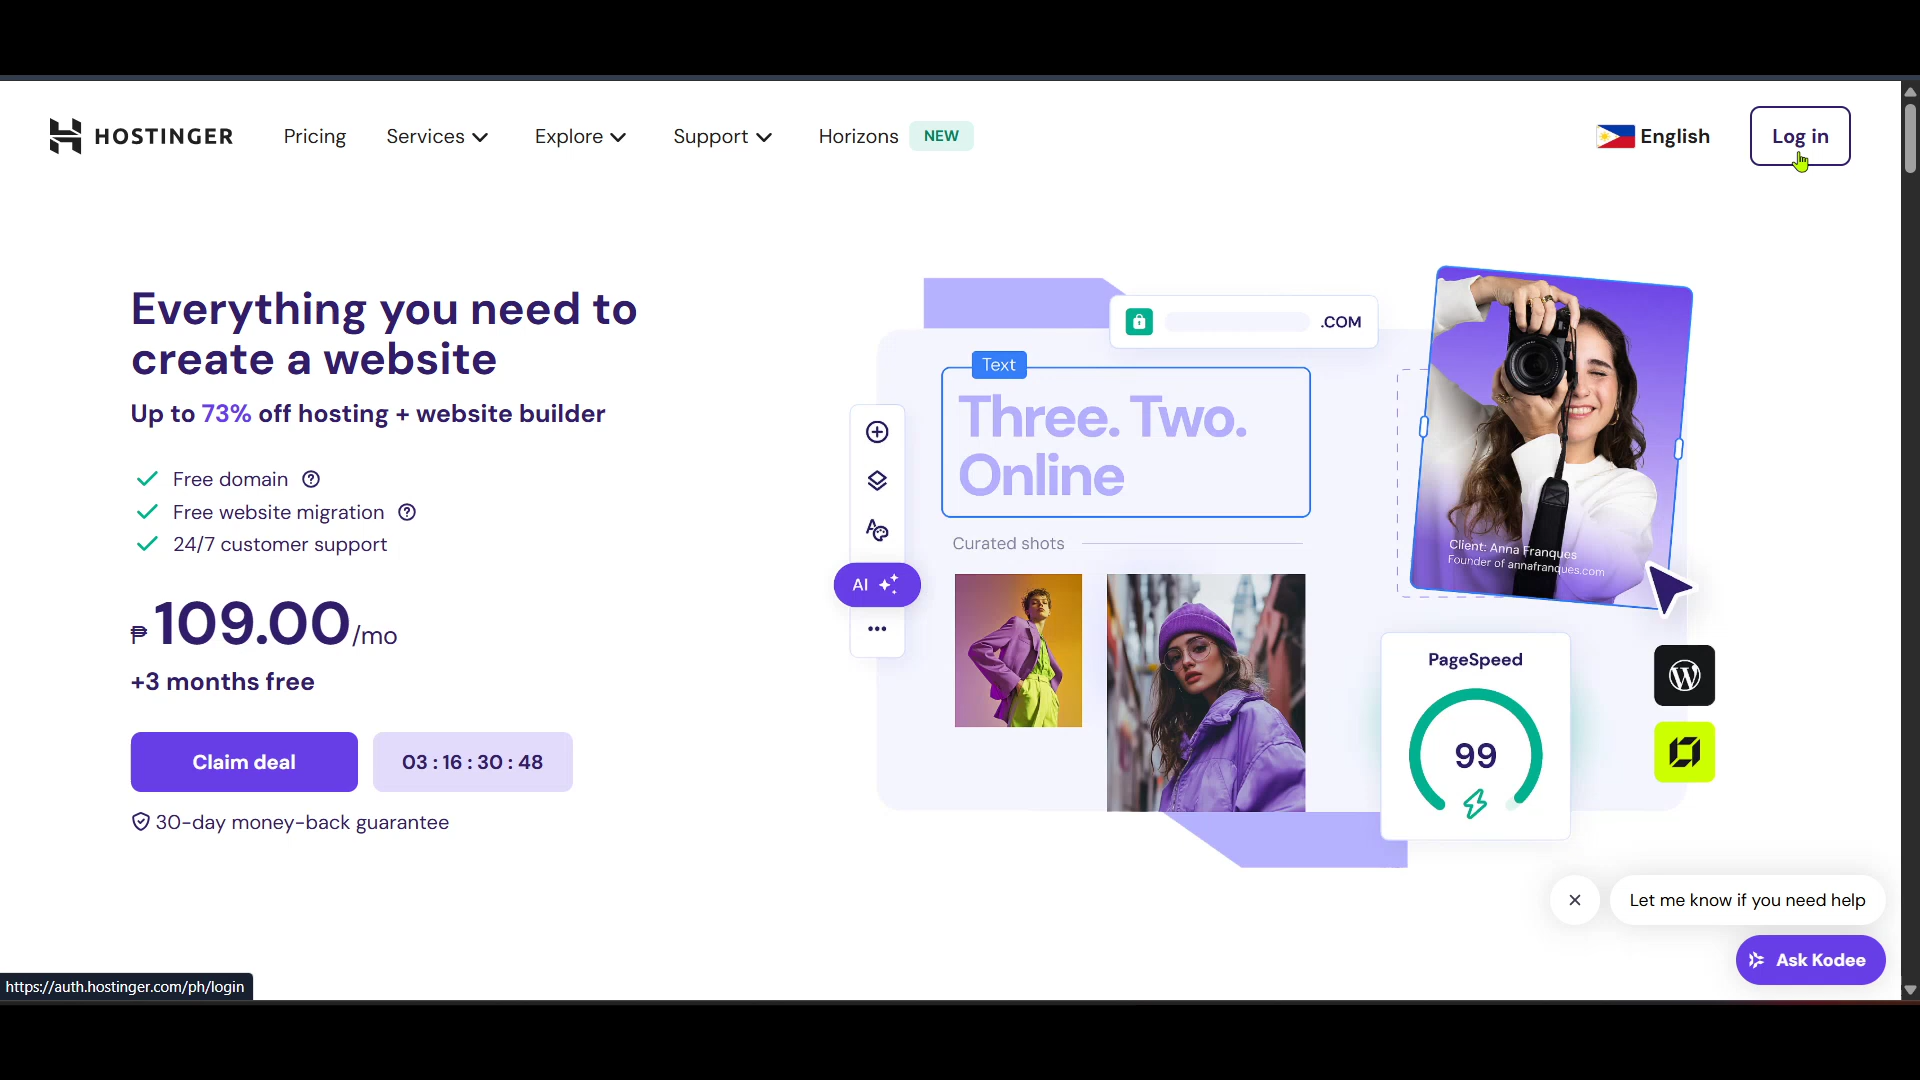 HOSTINGER
Pricing
Services
Explore
Support
Horizons NEW
English
Log in
Everything you need to
create a website
Up to 73% off hosting + website builder
Free domain
Free website migration
24/7 customer support
₱109.00/mo
+3 months free
Claim deal
03 : 16 : 30 : 48
30-day money-back guarantee
.COM
Text
Three. Two.
Online
Curated shots
AI
Client: Anna Franques
Founder of annafranques.com
PageSpeed
99
Let me know if you need help
Ask Kodee
https://auth.hostinger.com/ph/login